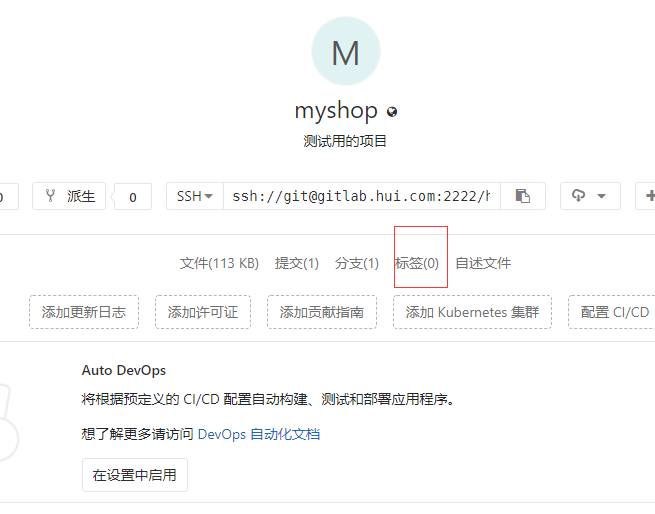 M
myshop
测试用的项目
0 派生 0 SSH ssh://git@gitlab.hui.com:2222/h
文件(113 KB) 提交(1) 分支(1) 标签(0) 自述文件
添加更新日志 添加许可证 添加贡献指南 添加 Kubernetes 集群 配置 CI/CD
Auto DevOps
将根据预定义的 CI/CD 配置自动构建、测试和部署应用程序。
想了解更多请访问 DevOps 自动化文档
在设置中启用